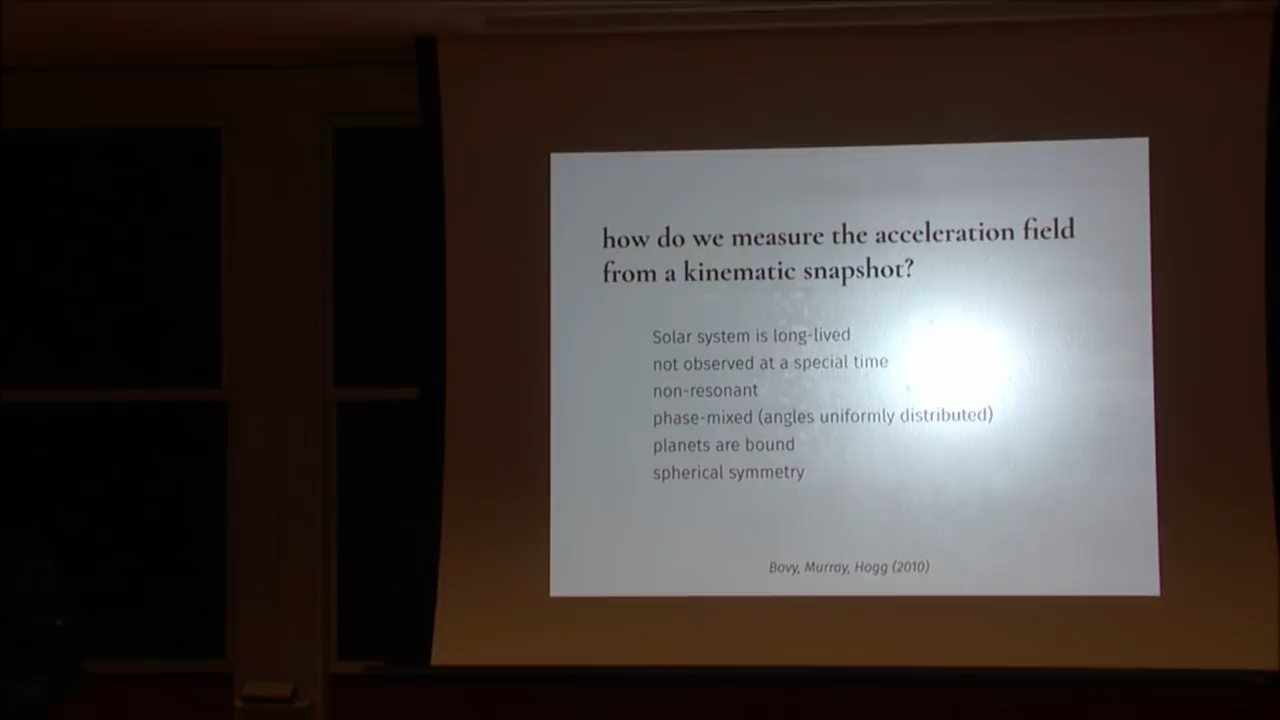 how do we measure the acceleration field
from a kinematic snapshot?
Solar system is long-lived
not observed at a special time
non-resonant
phase-mixed (angles uniformly distributed)
planets are bound
spherical symmetry
Bovy, Murray, Hogg (2010)